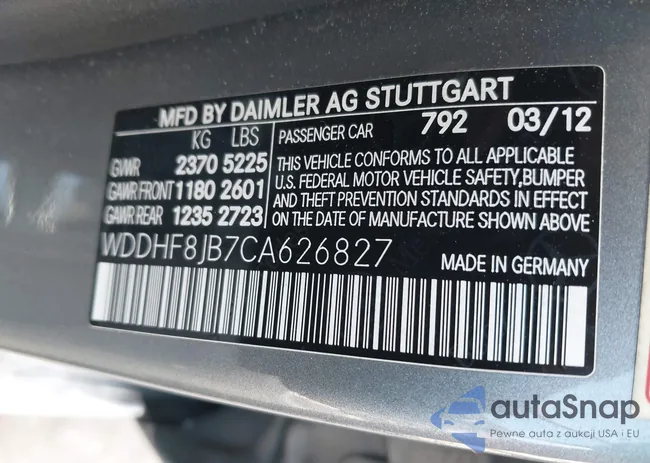 MFD BY DAIMLER AG STUTTGART
KG LBS
GVWR 2370 5225
GAWR FRONT 1180 2601
GAWR REAR 1235 2723
PASSENGER CAR 792 03/12
THIS VEHICLE CONFORMS TO ALL APPLICABLE
U.S. FEDERAL MOTOR VEHICLE SAFETY,BUMPER
AND THEFT PREVENTION STANDARDS IN EFFECT
ON THE DATE OF MANUFACTURE SHOWN ABOVE
WDDHF8JB7CA626827
MADE IN GERMANY
autoSnap
Pewne auta z aukcji USA i EU